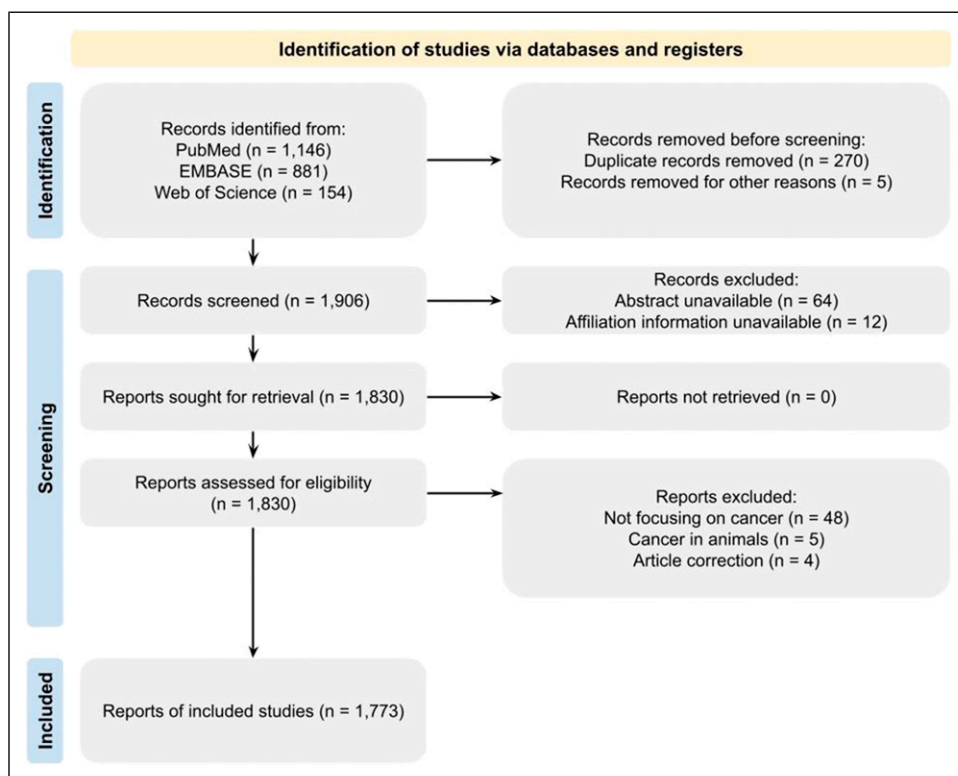 Identification of studies via databases and registers
Identification
Records identified from:
PubMed (n = 1,146)
EMBASE (n = 881)
Web of Science (n = 154)
Records removed before screening:
Duplicate records removed (n = 270)
Records removed for other reasons (n = 5)
Screening
Records screened (n = 1,906)
Records excluded:
Abstract unavailable (n = 64)
Affiliation information unavailable (n = 12)
Reports sought for retrieval (n = 1,830)
Reports not retrieved (n = 0)
Reports assessed for eligibility
(n = 1,830)
Reports excluded:
Not focusing on cancer (n = 48)
Cancer in animals (n = 5)
Article correction (n = 4)
Included
Reports of included studies (n = 1,773)